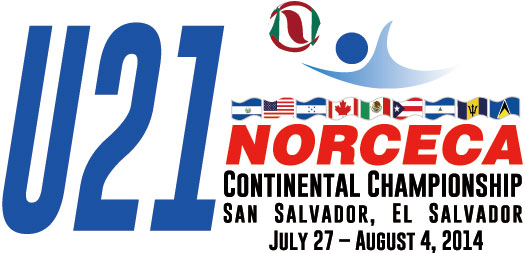 U21
NORCECA
CONTINENTAL CHAMPIONSHIP
SAN SALVADOR, EL SALVADOR
JULY 27 – AUGUST 4, 2014